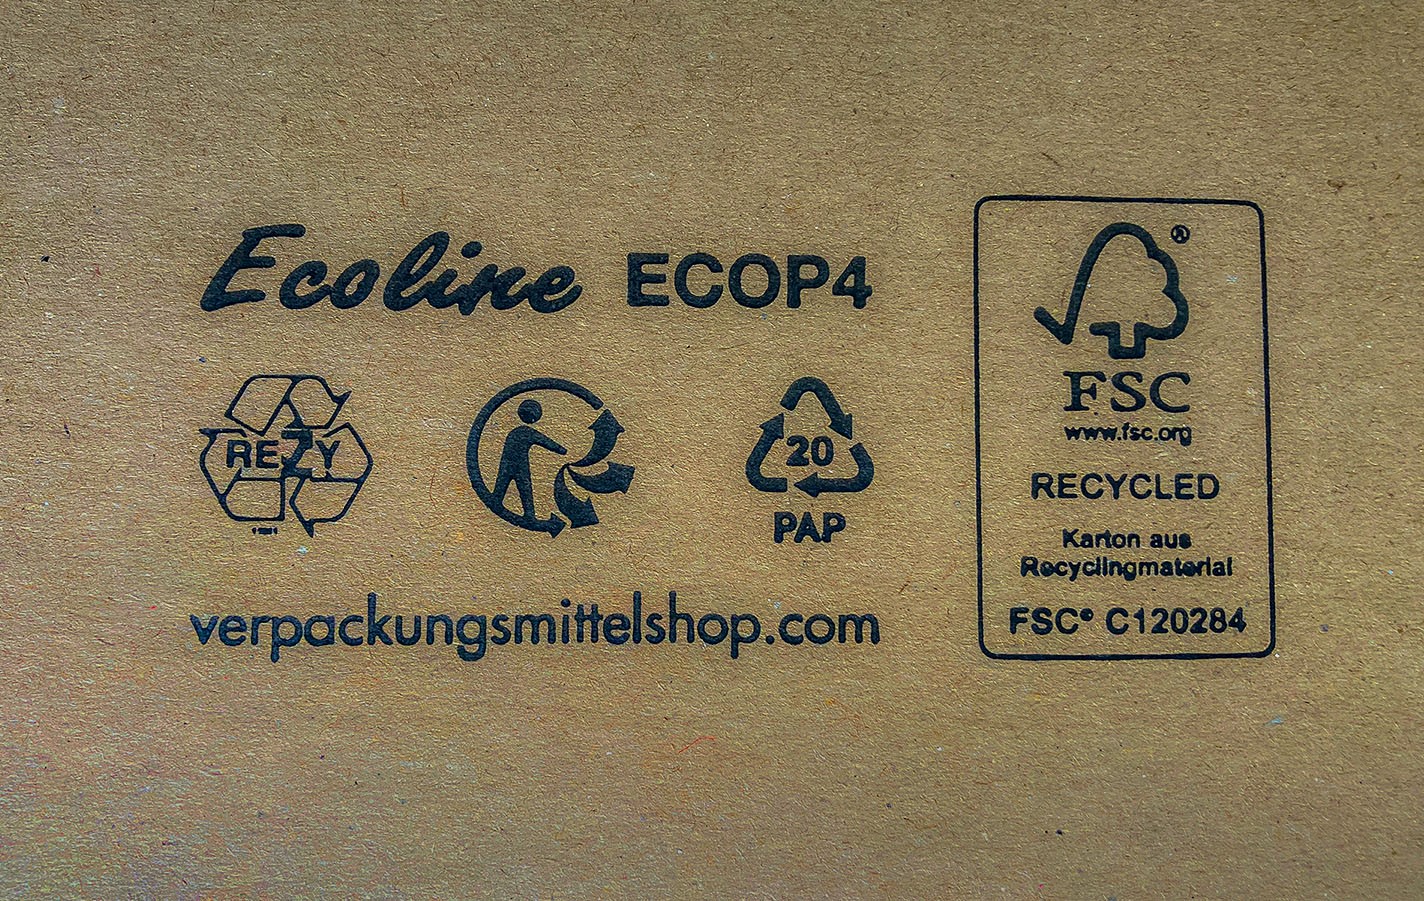 Ecoline ECOP4
REZY
20
PAP
verpackungsmittelshop.com
®
FSC
www.fsc.org
RECYCLED
Karton aus
Recyclingmaterial
FSC® C120284